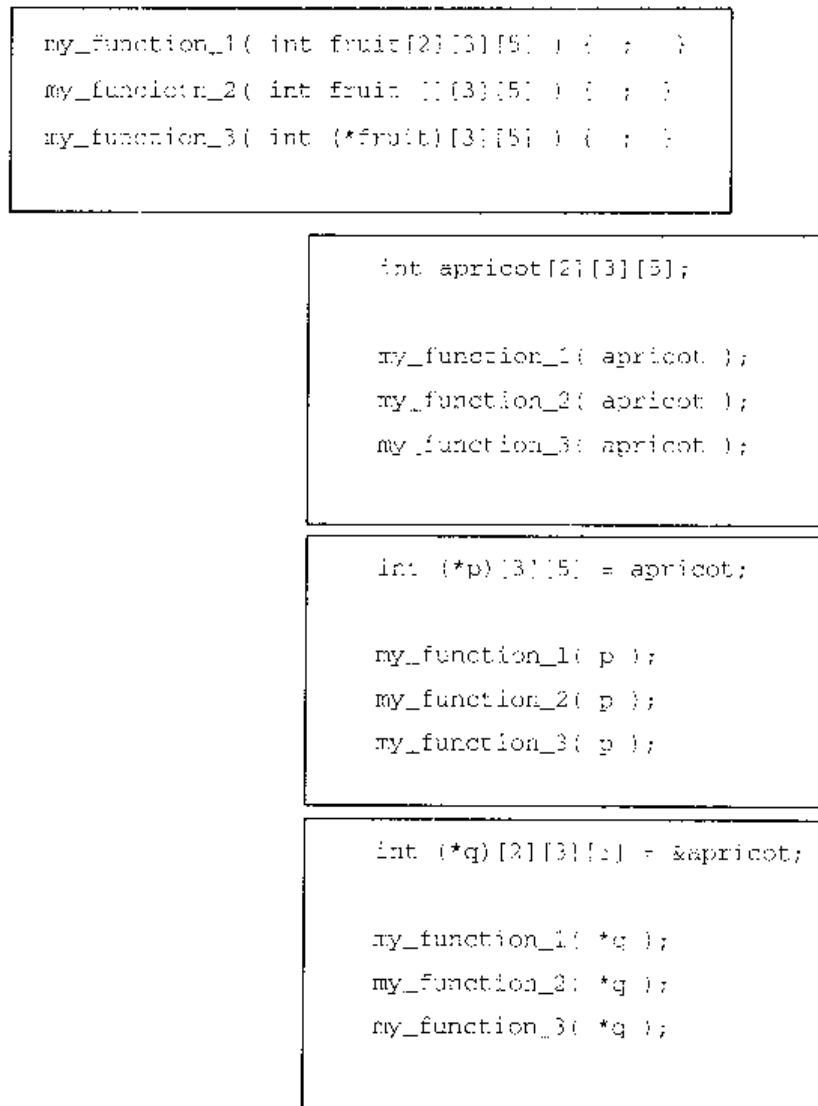 my_function_1( int fruit[2][3][5] ) { ; }
my_funcictn_2( int fruit [][3][5] ) { ; }
my_function_3( int (*fruit)[3][5] ) { ; }
int apricot[2][3][5];
my_function_1( apricot );
my_function_2( apricot );
my_function_3( apricot );
int (*p)[3][5] = apricot;
my_function_1( p );
my_function_2( p );
my_function_3( p );
int (*q)[2][3][5] = &apricot;
my_function_1( *q );
my_function_2( *q );
my_function_3( *q );